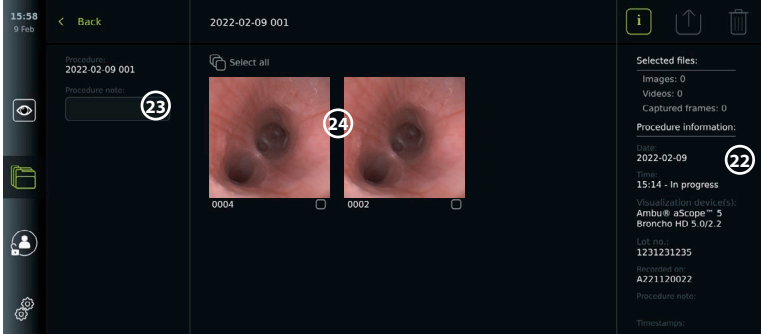 15:58
9 Feb
Back
2022-02-09 001
Procedure:
2022-02-09 001
Procedure note:
23
Select all
24
0004
0002
i
Selected files:
Images: 0
Videos: 0
Captured frames: 0
Procedure information:
Date:
2022-02-09
22
Time:
15:14 - In progress
Visualization device(s):
Ambu® aScope™ 5
Broncho HD 5.0/2.2
Lot no.:
1231231235
Recorded on:
A221120022
Procedure note:
Timestamps: